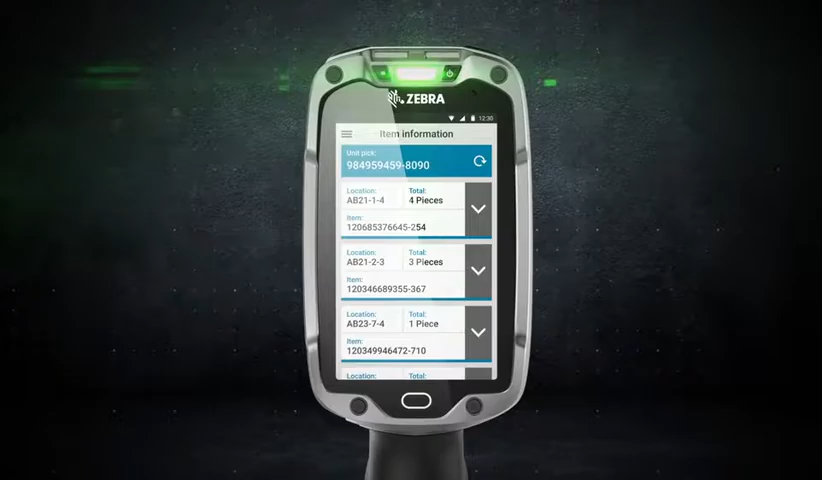 ZEBRA
12:30
Item information
Unit pick:
984959459-8090
Location: Total:
AB21-1-4 4 Pieces
Item:
120685376645-254
Location: Total:
AB21-2-3 3 Pieces
Item:
120346689355-367
Location: Total:
AB23-7-4 1 Piece
Item:
120349946472-710
Location: Total: